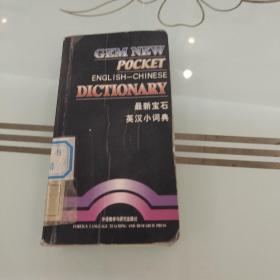 GEM NEW
POCKET
ENGLISH-CHINESE
DICTIONARY
最新宝石
英汉小词典
外语教学与研究出版社
FOREIGN LANGUAGE TEACHING AND RESEARCH PRESS